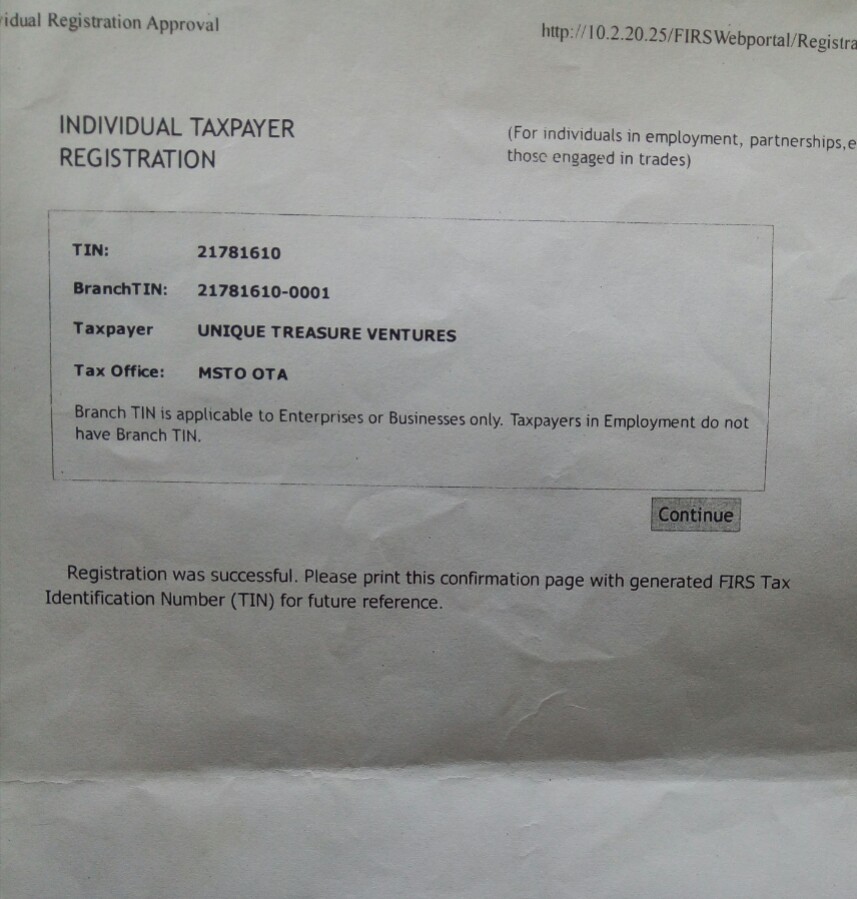 Registration Approval
http://10.2.20.25/FIRSWebportal/Registra
INDIVIDUAL TAXPAYER
REGISTRATION
(For individuals in employment, partnerships,e
those engaged in trades)
TIN: 21781610
BranchTIN: 21781610-0001
Taxpayer UNIQUE TREASURE VENTURES
Tax Office: MSTO OTA
Branch TIN is applicable to Enterprises or Businesses only. Taxpayers in Employment do not
have Branch TIN.
Continue
Registration was successful. Please print this confirmation page with generated FIRS Tax
Identification Number (TIN) for future reference.